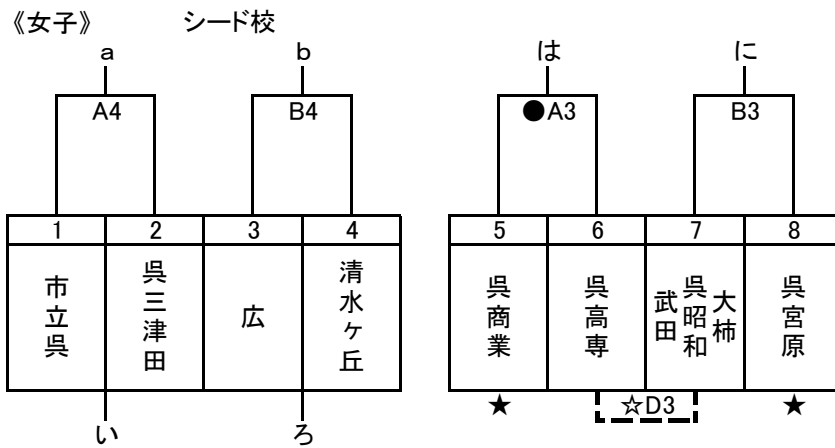 《女子》 シード校
a b は に
A4 B4 ●A3 B3
1 2 3 4 5 6 7 8
市立呉
呉三津田
広
清水ヶ丘
呉商業
呉高専
大柿
呉昭和
武田
呉宮原
★ ☆D3 ★
い ろ